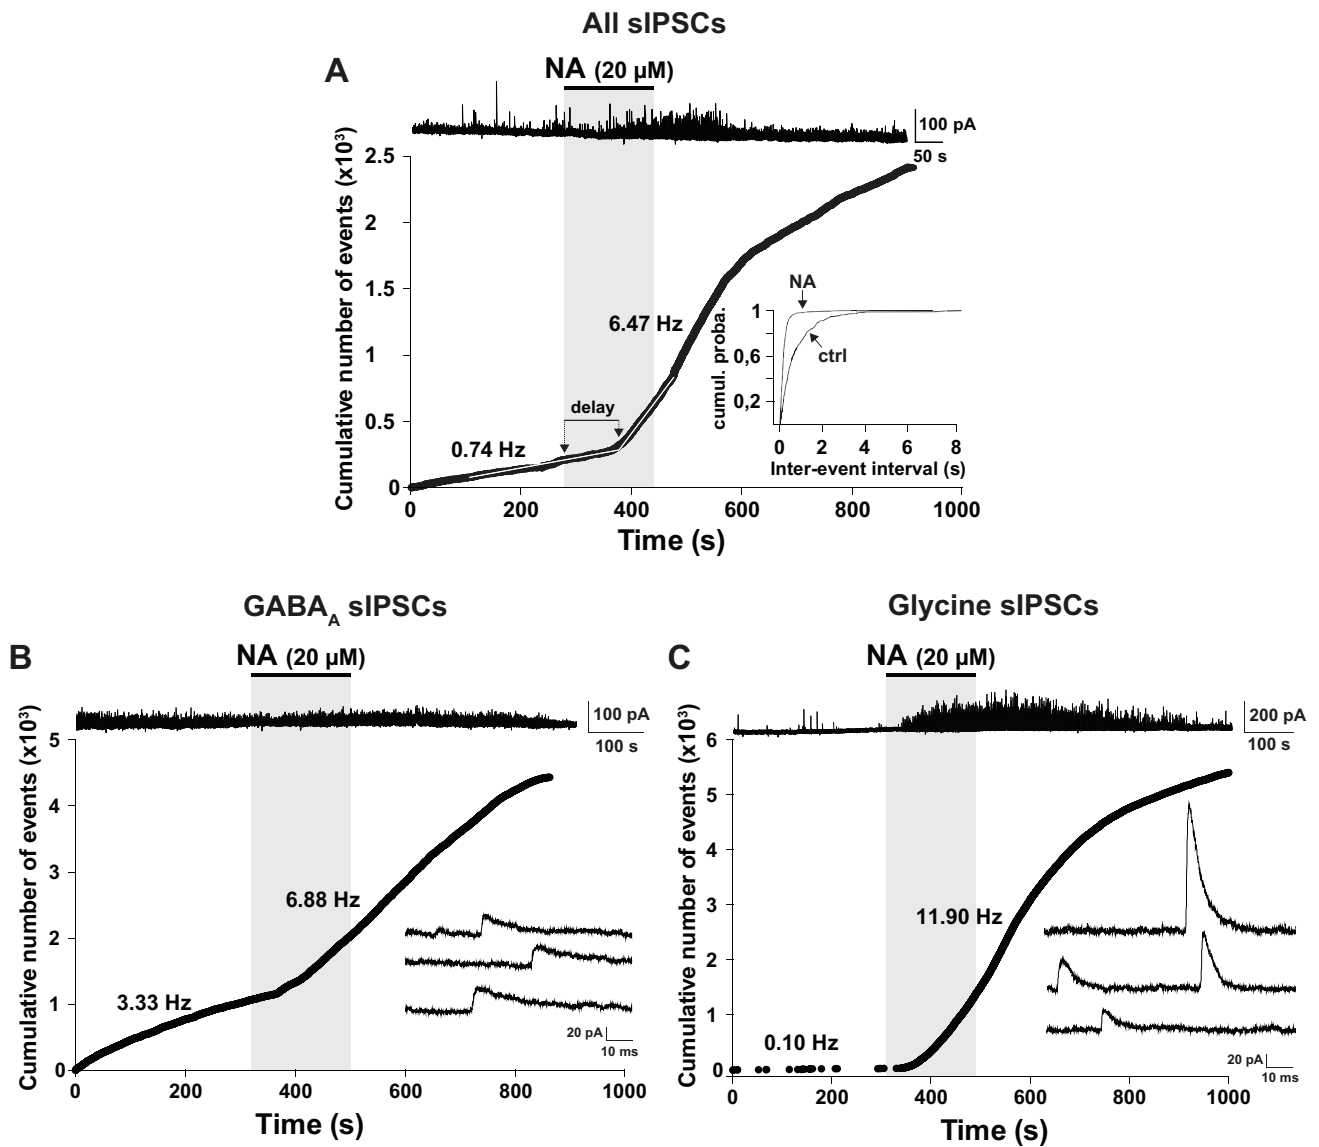 All sIPSCs
A
NA (20 µM)
100 pA
50 s
Cumulative number of events (x10³)
2.5
2
1.5
1
0.5
0
0.74 Hz
delay
6.47 Hz
NA
ctrl
cumul. proba.
1
0,6
0,2
0 2 4 6 8
Inter-event interval (s)
0 200 400 600 800 1000
Time (s)
GABA_A sIPSCs
B
NA (20 µM)
100 pA
100 s
Cumulative number of events (x10³)
5
4
3
2
1
0
3.33 Hz
6.88 Hz
20 pA
10 ms
0 200 400 600 800 1000
Time (s)
Glycine sIPSCs
C
NA (20 µM)
200 pA
100 s
Cumulative number of events (x10³)
6
5
4
3
2
1
0
0.10 Hz
11.90 Hz
20 pA
10 ms
0 200 400 600 800 1000
Time (s)